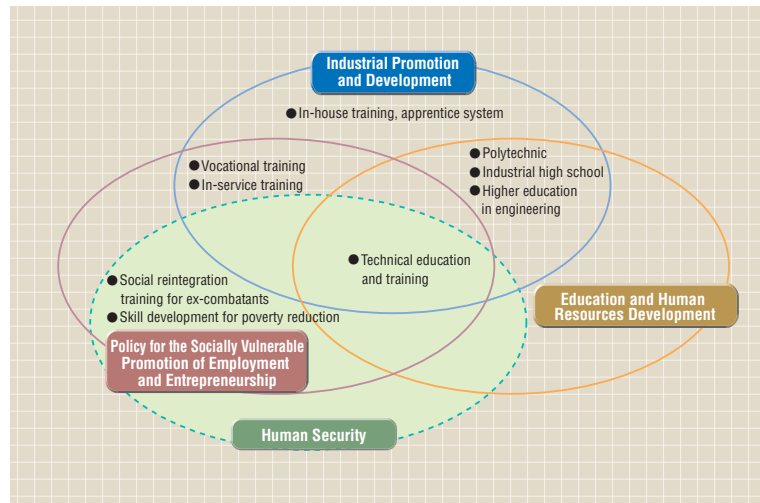 Industrial Promotion
and Development
● In-house training, apprentice system
● Vocational training
● In-service training
● Polytechnic
● Industrial high school
● Higher education
in engineering
● Technical education
and training
● Social reintegration
training for ex-combatants
● Skill development for poverty reduction
Education and Human
Resources Development
Policy for the Socially Vulnerable
Promotion of Employment
and Entrepreneurship
Human Security